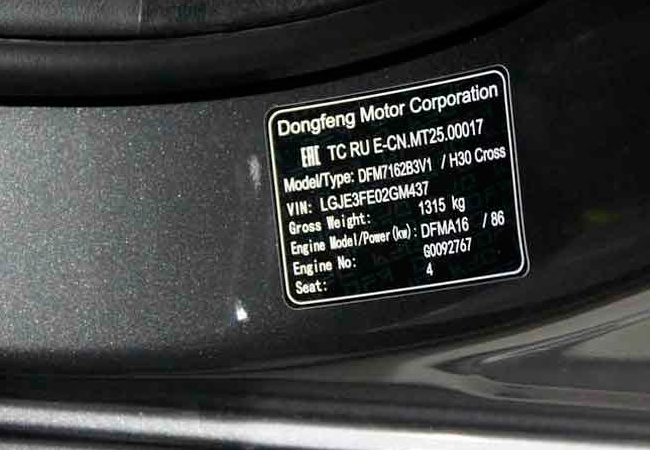 Dongfeng Motor Corporation
EAC TC RU E-CN.MT25.00017
Model/Type: DFM7162B3V1 / H30 Cross
VIN: LGJE3FE02GM437
Gross Weight: 1315 kg
Engine Model/Power(kw): DFMA16 / 86
Engine No: G0092767
Seat: 4